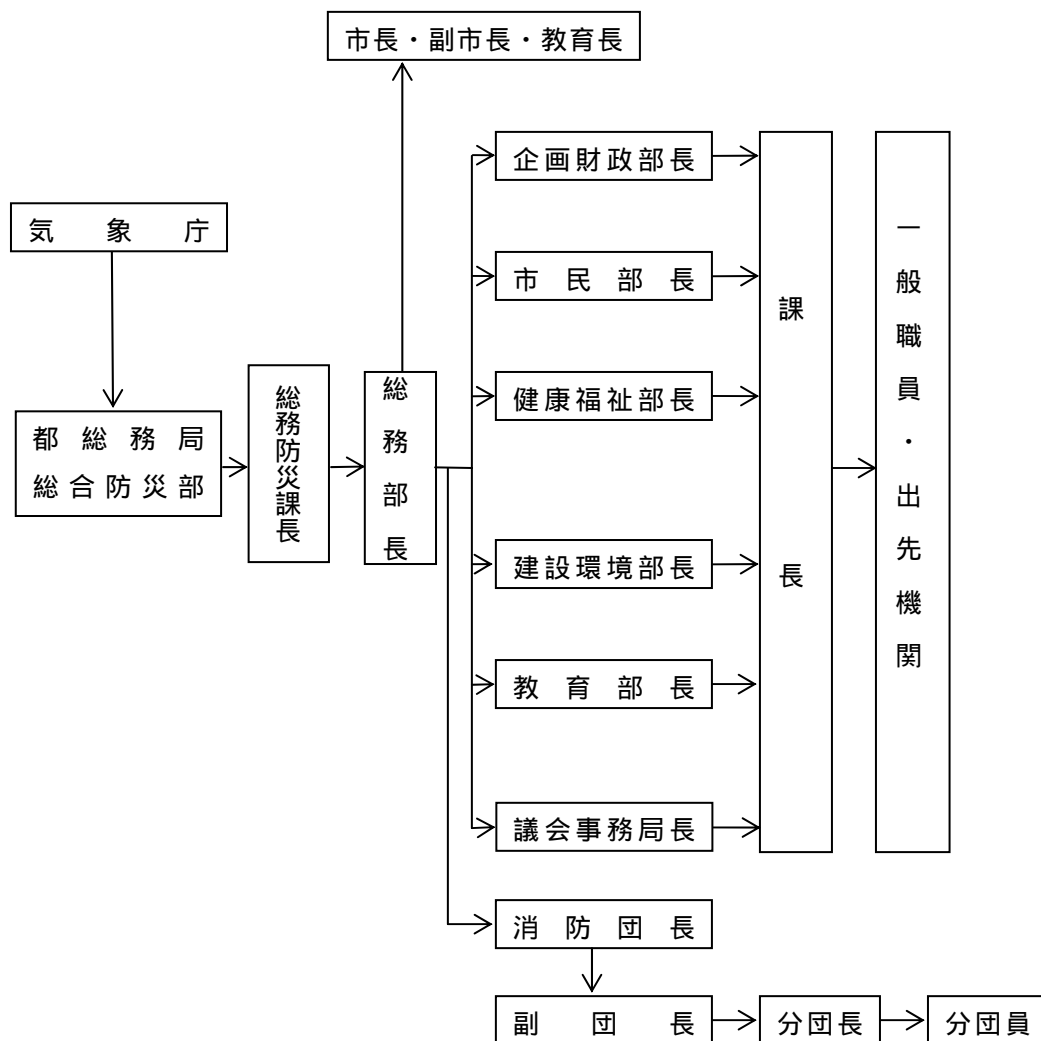 市長・副市長・教育長
企画財政部長
気象庁
市民部長
健康福祉部長
都総務局
総合防災部
総務防災課長
総務部長
建設環境部長
教育部長
議会事務局長
課長
一般職員・出先機関
消防団長
副団長
分団長
分団員